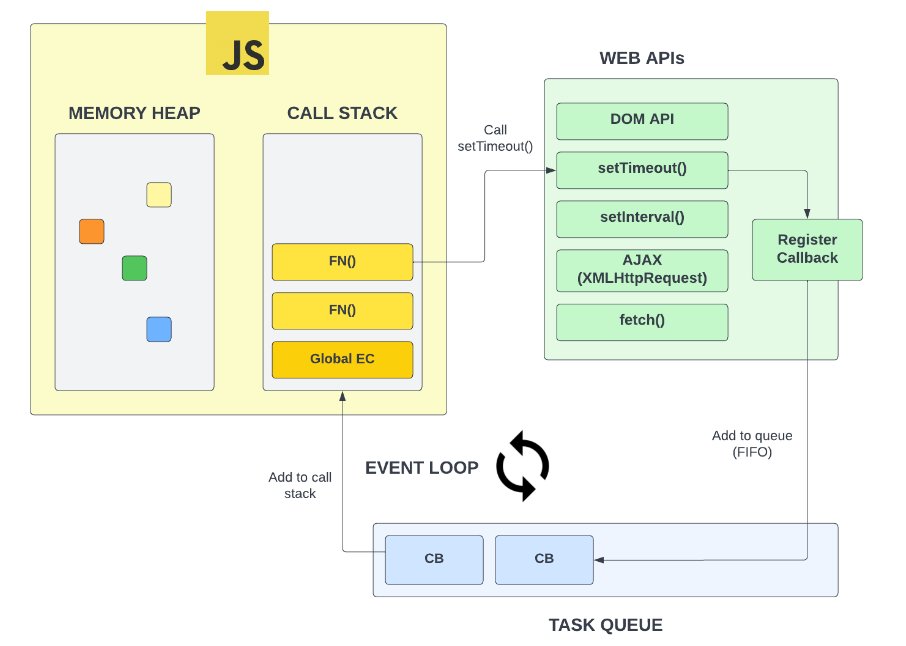 JS
MEMORY HEAP
CALL STACK
FN()
FN()
Global EC
Call
setTimeout()
WEB APIs
DOM API
setTimeout()
setInterval()
AJAX
(XMLHttpRequest)
fetch()
Register
Callback
Add to queue
(FIFO)
EVENT LOOP
Add to call
stack
CB
CB
TASK QUEUE